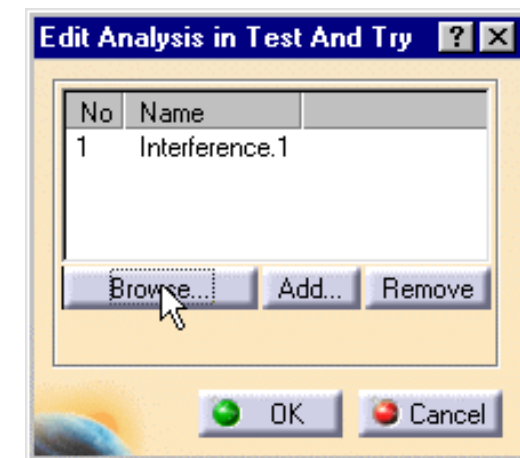 Edit Analysis in Test And Try ? X
No Name
1 Interference.1
Browse... Add... Remove
OK Cancel